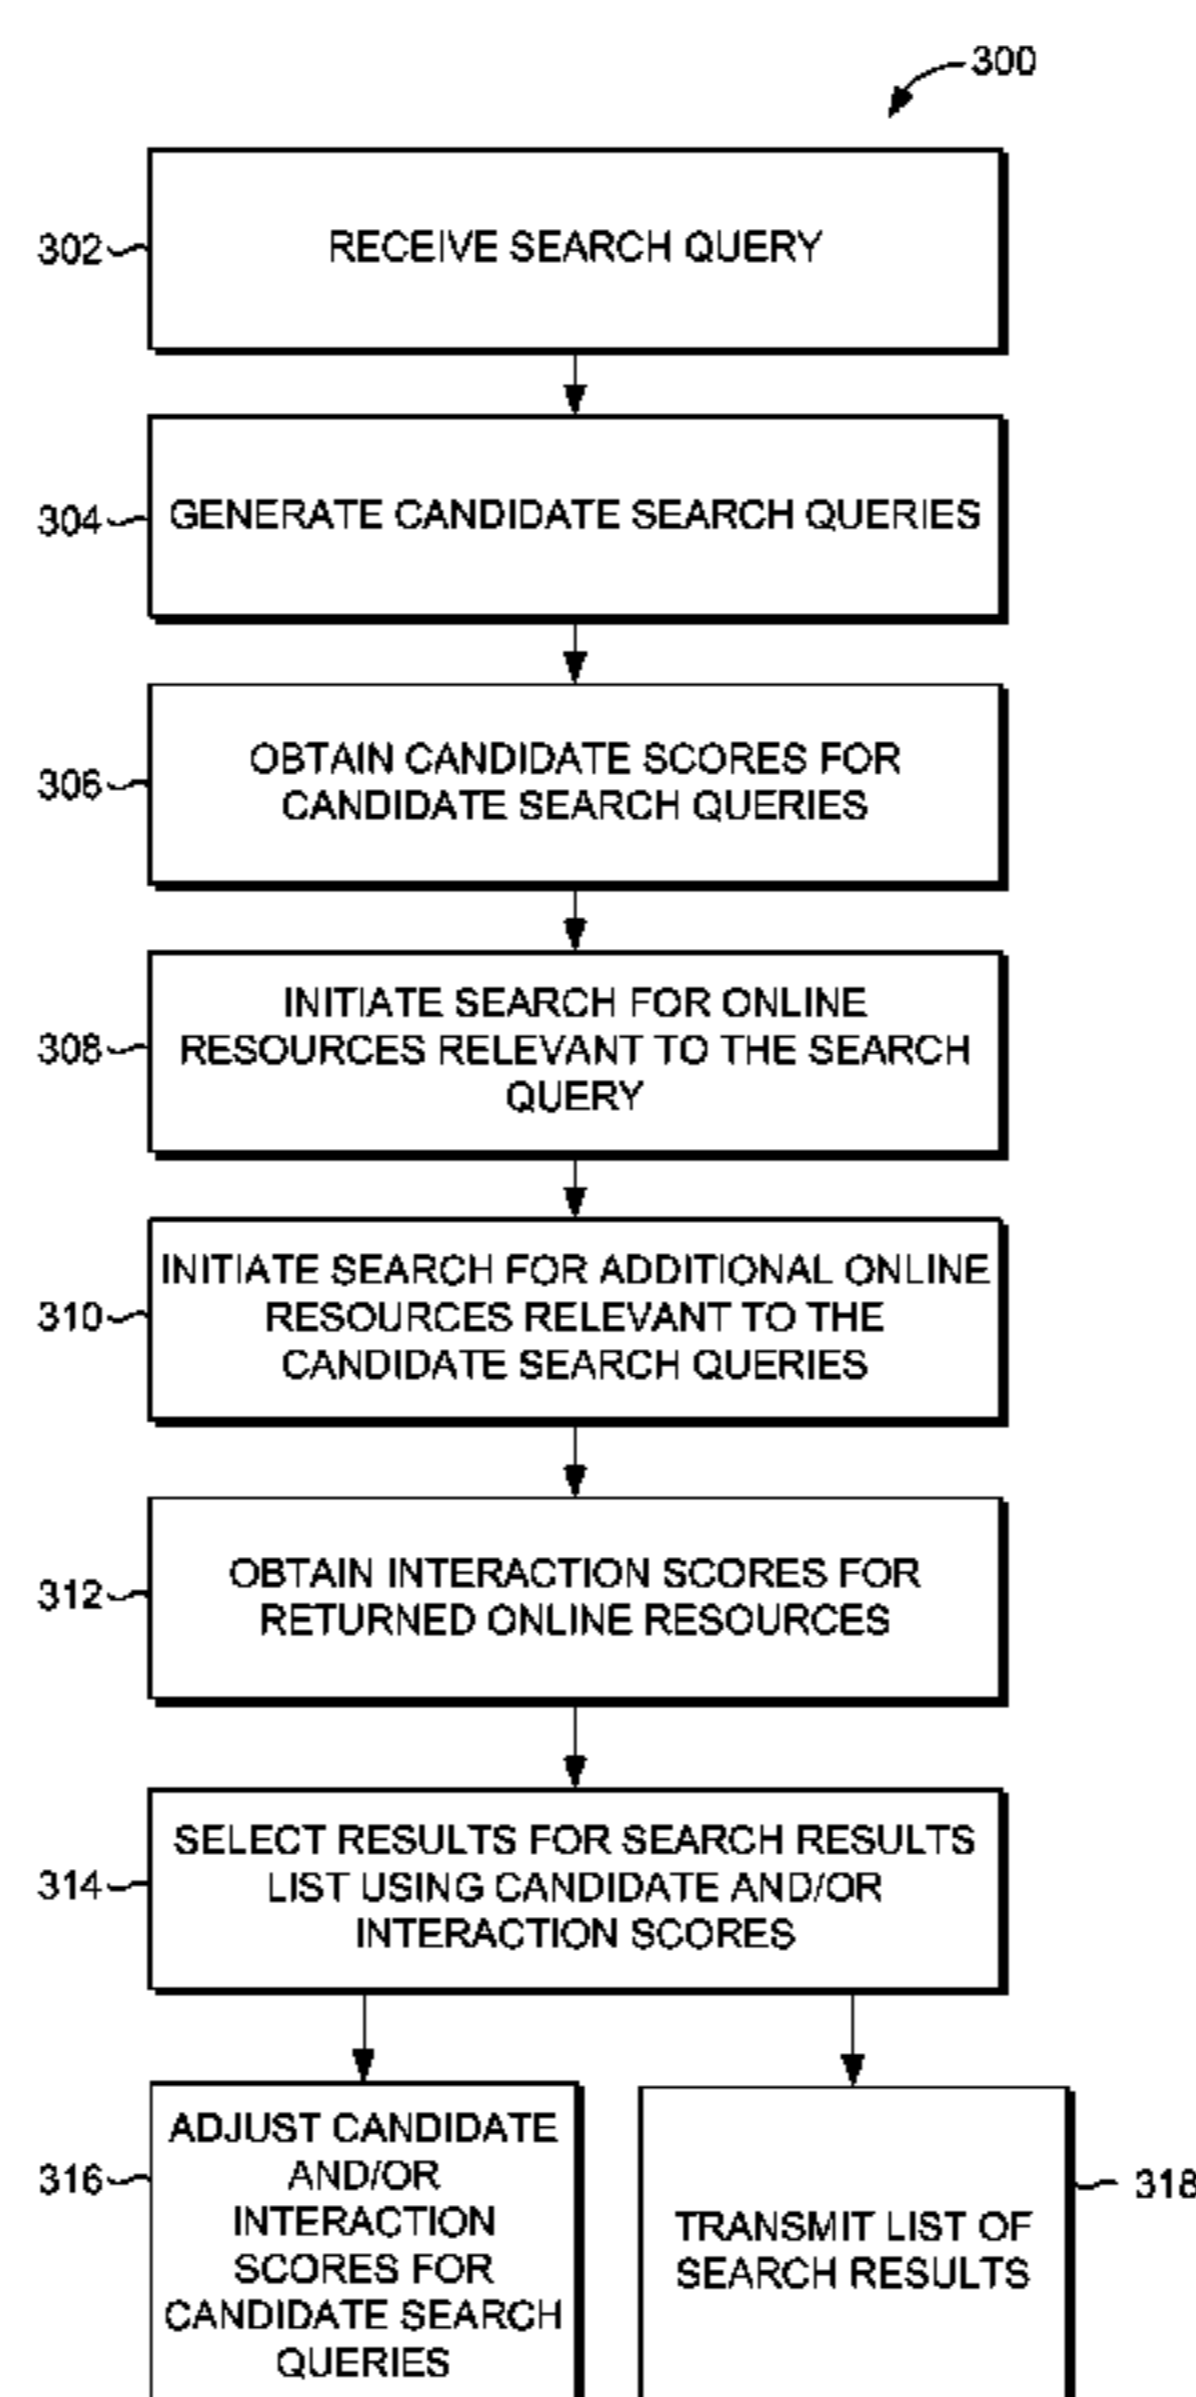 300
302
RECEIVE SEARCH QUERY
304
GENERATE CANDIDATE SEARCH QUERIES
306
OBTAIN CANDIDATE SCORES FOR
CANDIDATE SEARCH QUERIES
308
INITIATE SEARCH FOR ONLINE
RESOURCES RELEVANT TO THE SEARCH
QUERY
310
INITIATE SEARCH FOR ADDITIONAL ONLINE
RESOURCES RELEVANT TO THE
CANDIDATE SEARCH QUERIES
312
OBTAIN INTERACTION SCORES FOR
RETURNED ONLINE RESOURCES
314
SELECT RESULTS FOR SEARCH RESULTS
LIST USING CANDIDATE AND/OR
INTERACTION SCORES
316
ADJUST CANDIDATE
AND/OR
INTERACTION
SCORES FOR
CANDIDATE SEARCH
QUERIES
318
TRANSMIT LIST OF
SEARCH RESULTS